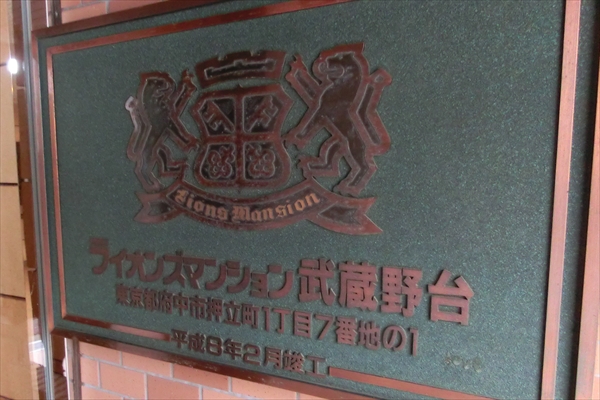 Lions Mansion
ライオンズマンション武蔵野台
東京都府中市押立町1丁目7番地の1
平成8年2月竣工